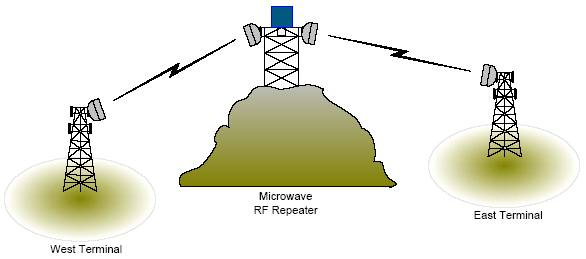 Microwave
RF Repeater
East Terminal
West Terminal